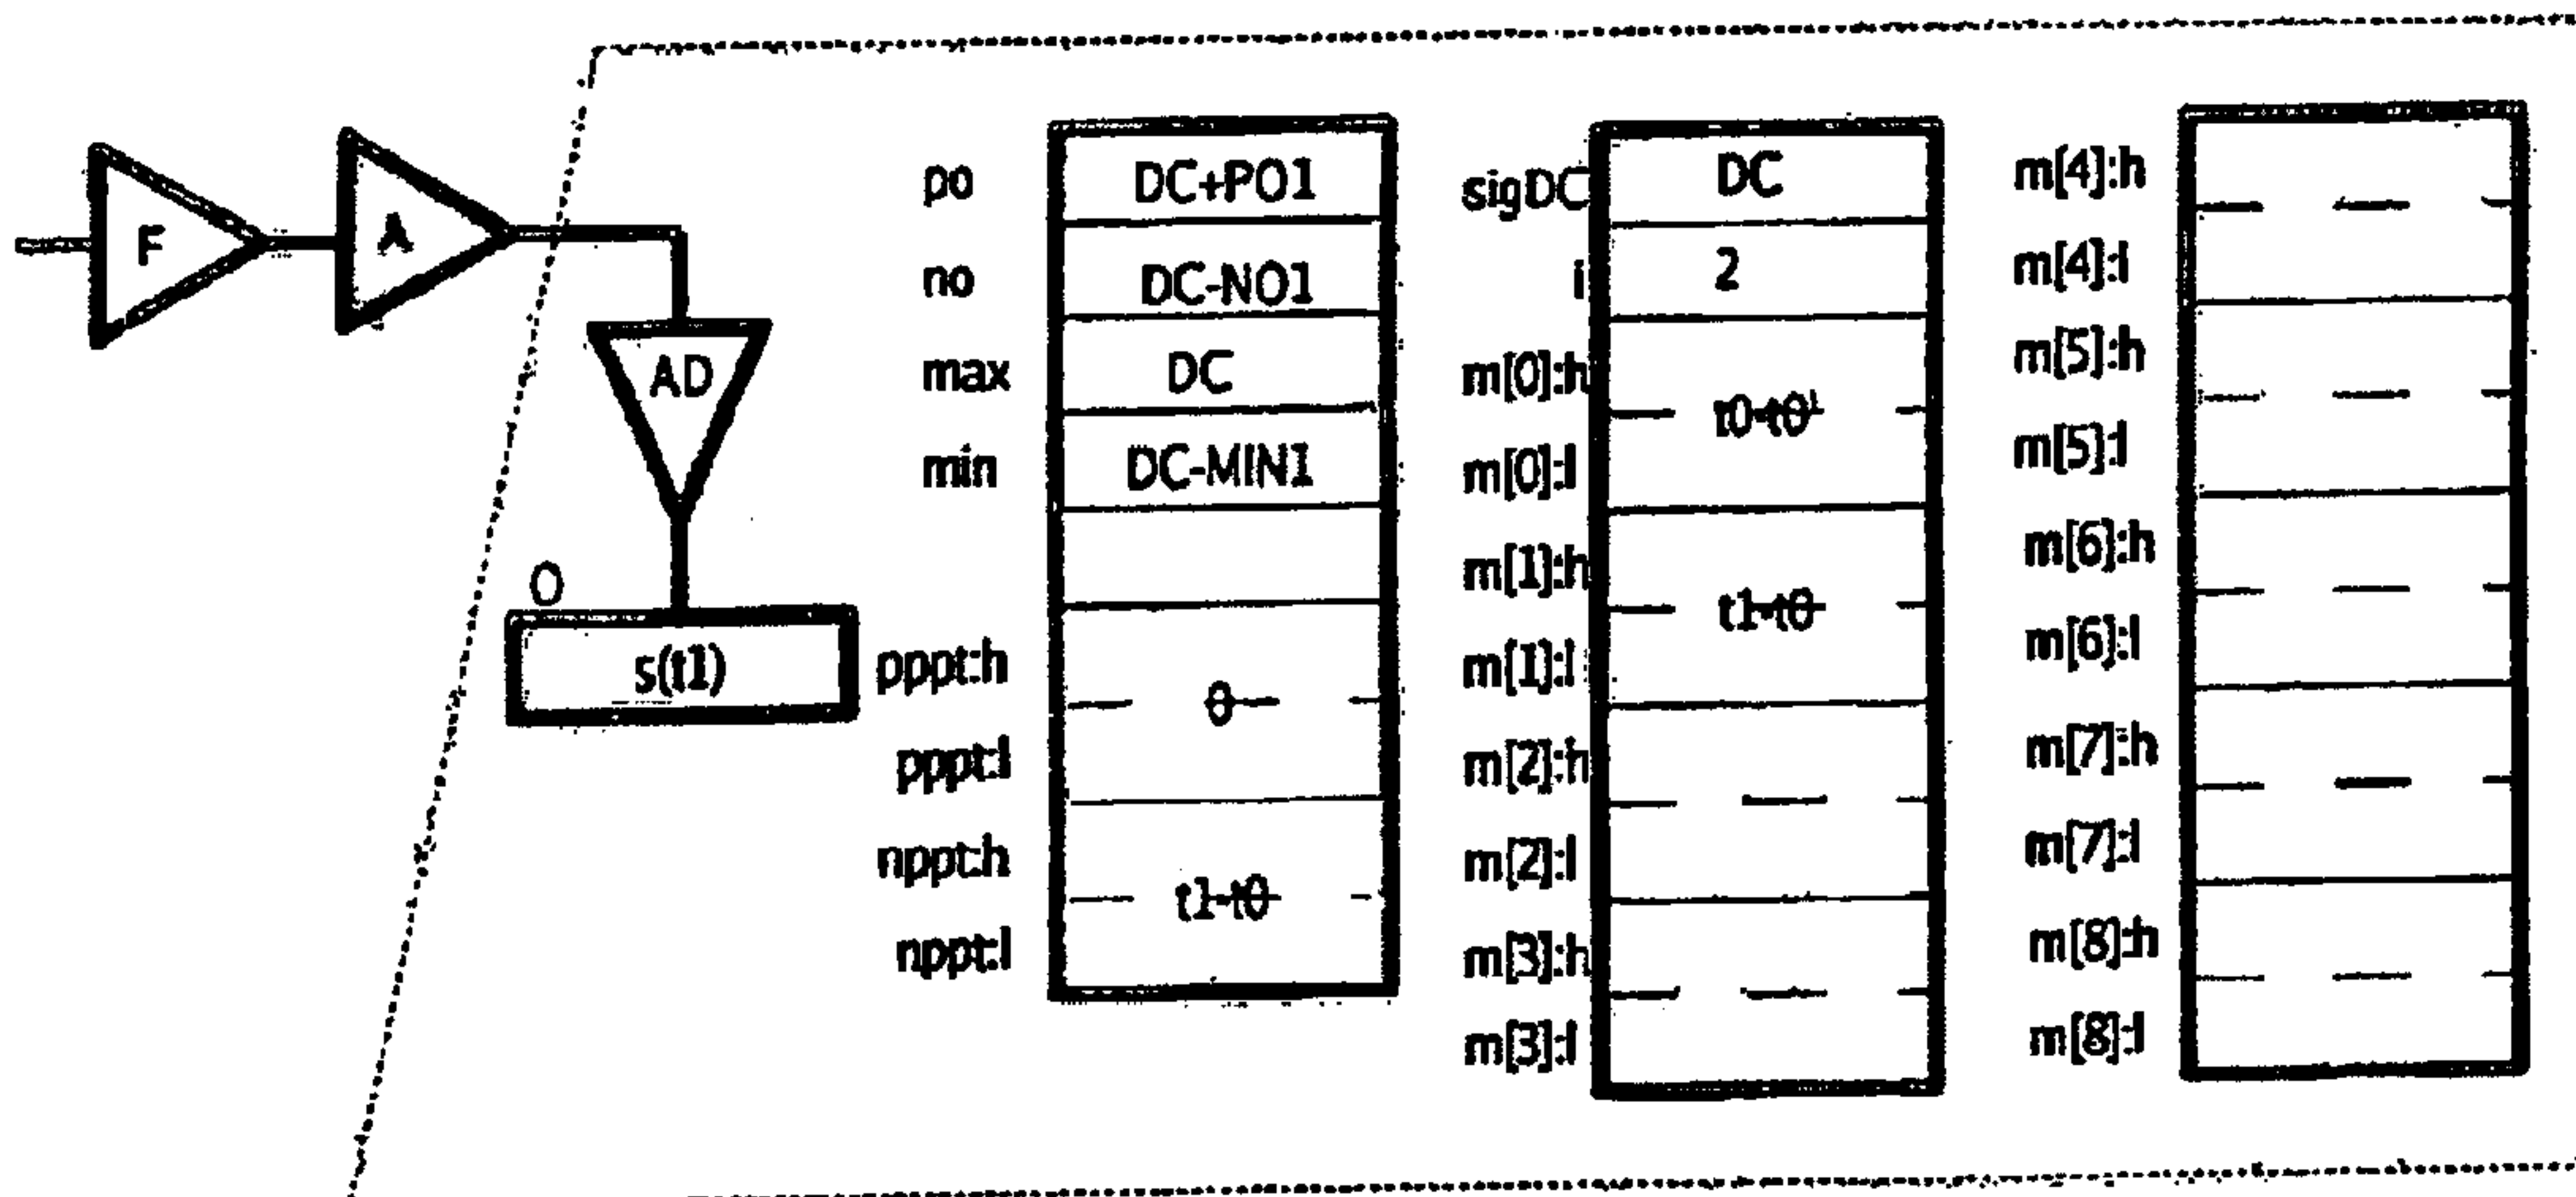 F
A
AD
O
s(t1)
po DC+PO1
no DC-NO1
max DC
min DC-MIN1
pppt:h
0
pppt:l
nppt:h
t1-t0
nppt:l
sigDC DC
i 2
m[0]:h
t0-t0
m[0]:l
m[1]:h
t1-t0
m[1]:l
m[2]:h
m[2]:l
m[3]:h
m[3]:l
m[4]:h
m[4]:l
m[5]:h
m[5]:l
m[6]:h
m[6]:l
m[7]:h
m[7]:l
m[8]:h
m[8]:l